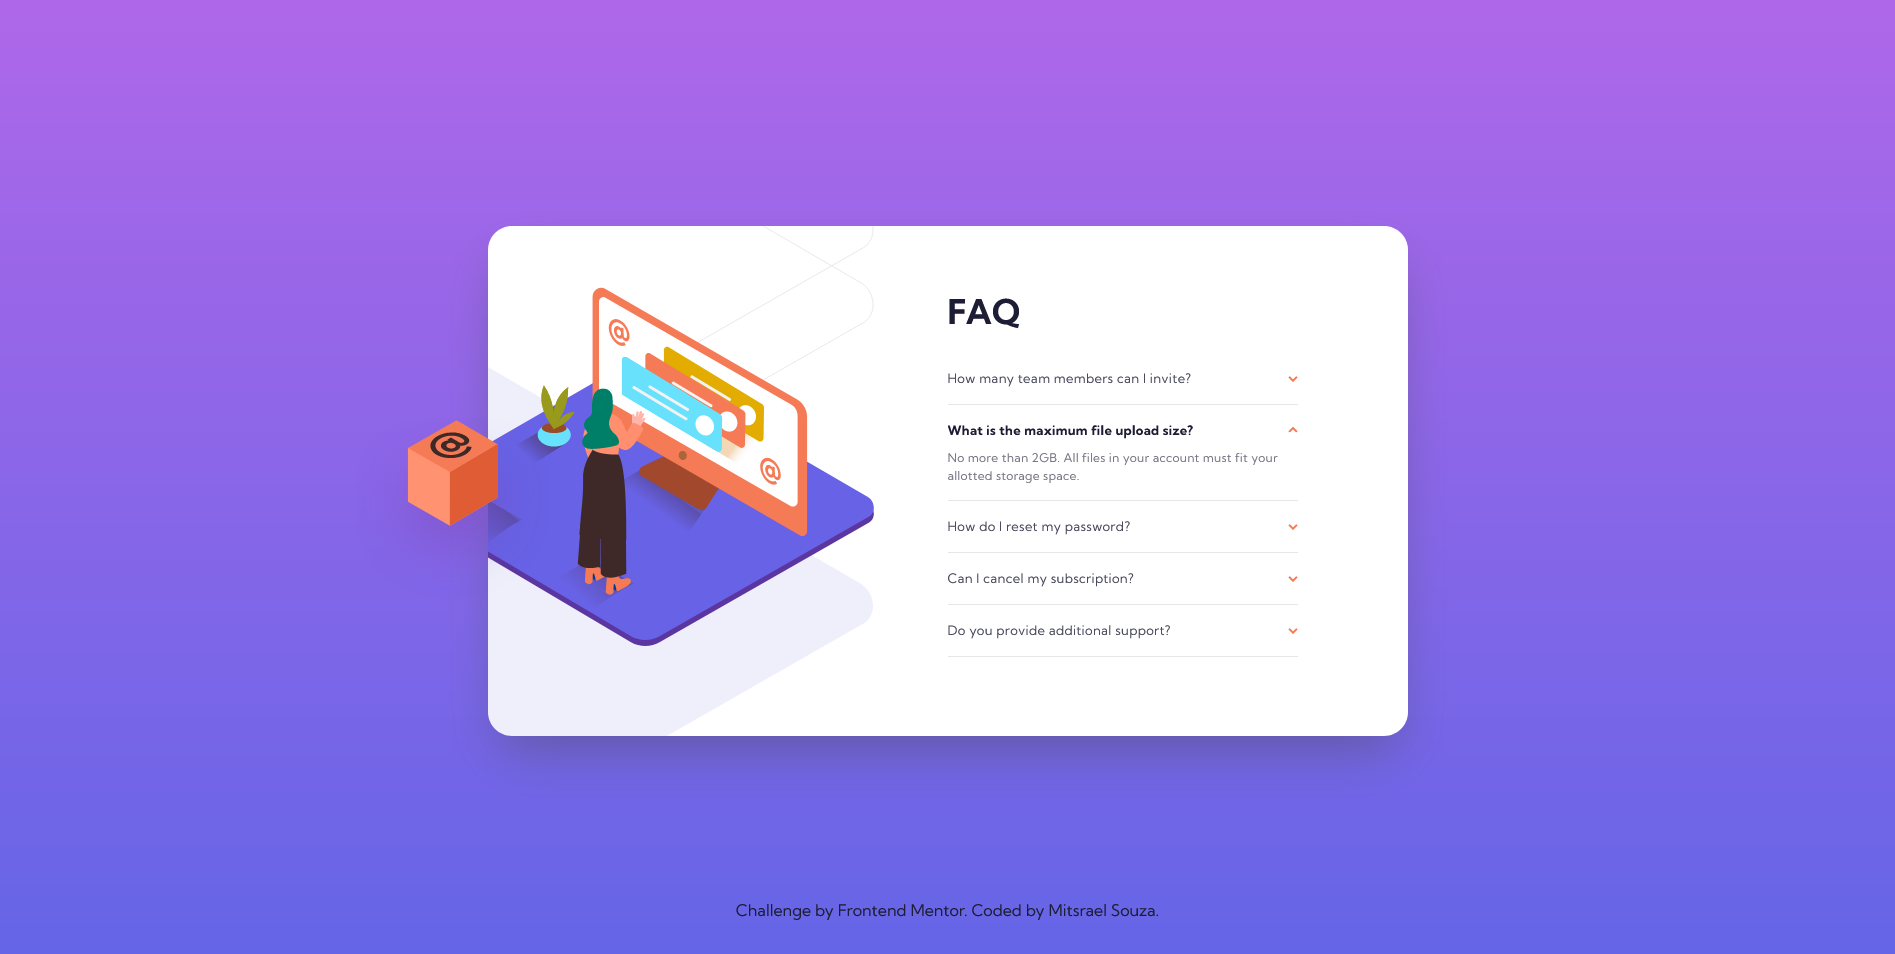 FAQ
How many team members can I invite?
What is the maximum file upload size?
No more than 2GB. All files in your account must fit your
allotted storage space.
How do I reset my password?
Can I cancel my subscription?
Do you provide additional support?
@
@
@
Challenge by Frontend Mentor. Coded by Mitsrael Souza.